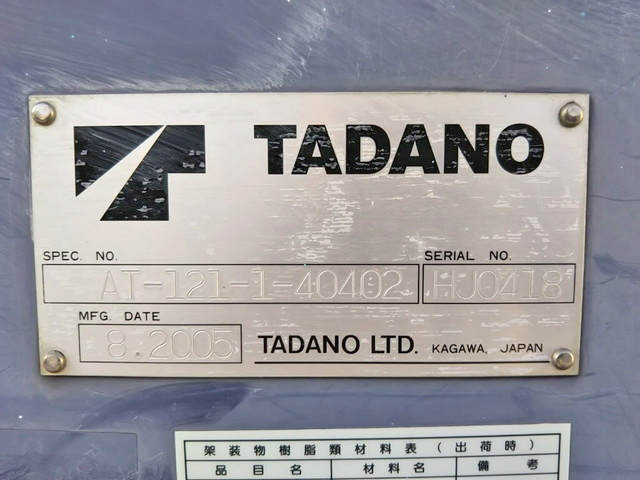 TADANO
SPEC. NO. SERIAL NO.
AT-121-1-40402 HJ0418
MFG. DATE
8.2005 TADANO LTD. KAGAWA, JAPAN
架装物樹脂類材料表(出荷時)
品目名 材料名 備考